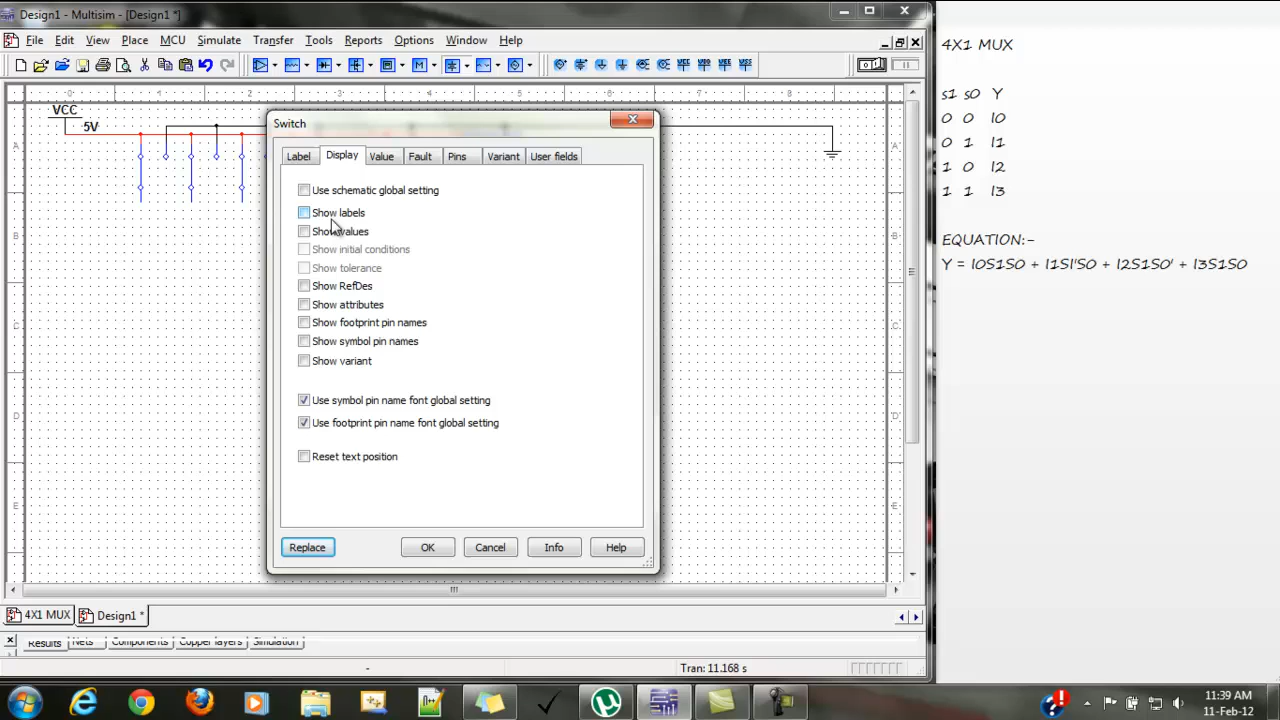 Design1 - Multisim - [Design1 *]
File Edit View Place MCU Simulate Transfer Tools Reports Options Window Help
0 1 2 7 8
VCC
5V
A
B
C
D
E
A
B
C
D
E
Switch
Label Display Value Fault Pins Variant User fields
Use schematic global setting
Show labels
Show values
Show initial conditions
Show tolerance
Show RefDes
Show attributes
Show footprint pin names
Show symbol pin names
Show variant
Use symbol pin name font global setting
Use footprint pin name font global setting
Reset text position
Replace OK Cancel Info Help
4X1 MUX Design1 *
Results Nets Components Copper layers Simulation
- Tran: 11.168 s
4X1 MUX
S1 S0 Y
0 0 I0
0 1 I1
1 0 I2
1 1 I3
EQUATION:-
Y = I0S1S0 + I1SI'S0 + I2S1S0' + I3S1S0
11:39 AM
11-Feb-12